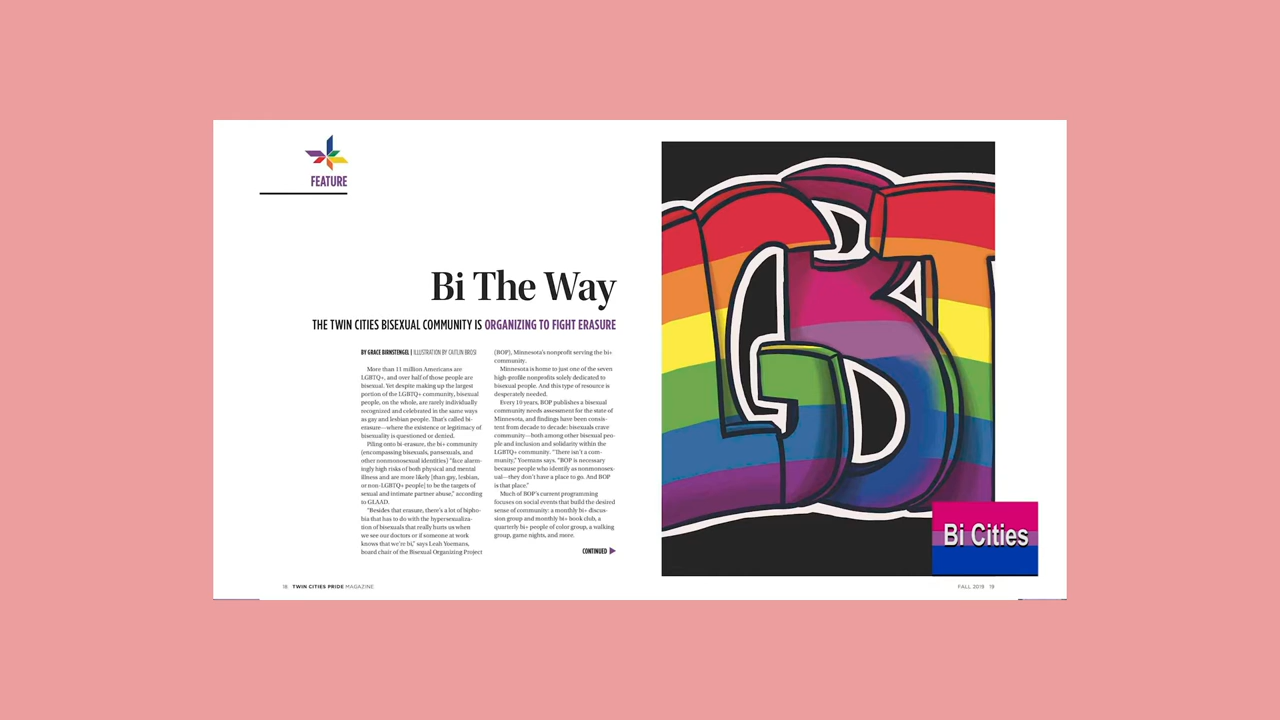 FEATURE
Bi The Way
THE TWIN CITIES BISEXUAL COMMUNITY IS ORGANIZING TO FIGHT ERASURE
BY GRACE BIRNSTENGEL | ILLUSTRATION BY CAITLIN BROSI
More than 11 million Americans are
LGBTQ+, and over half of those people are
bisexual. Yet despite making up the largest
portion of the LGBTQ+ community, bisexual
people, on the whole, are rarely individually
recognized and celebrated in the same ways
as gay and lesbian people. That's called bi-
erasure—where the existence or legitimacy of
bisexuality is questioned or denied.
Piling onto bi-erasure, the bi+ community
(encompassing bisexuals, pansexuals, and
other nonmonosexual identities) "face alarm-
ingly high risks of both physical and mental
illness and are more likely [than gay, lesbian,
or non-LGBTQ+ people] to be the targets of
sexual and intimate partner abuse," according
to GLAAD.
"Besides that erasure, there's a lot of bipho-
bia that has to do with the hypersexualiza-
tion of bisexuals that really hurts us when
we see our doctors or if someone at work
knows that we're bi," says Leah Yoemans,
board chair of the Bisexual Organizing Project
(BOP), Minnesota's nonprofit serving the bi+
community.
Minnesota is home to just one of the seven
high-profile nonprofits solely dedicated to
bisexual people. And this type of resource is
desperately needed.
Every 10 years, BOP publishes a bisexual
community needs assessment for the state of
Minnesota, and findings have been consis-
tent from decade to decade: bisexuals crave
community—both among other bisexual peo-
ple and inclusion and solidarity within the
LGBTQ+ community. "There isn't a com-
munity," Yoemans says. "BOP is necessary
because people who identify as nonmonosex-
ual—they don't have a place to go. And BOP
is that place."
Much of BOP's current programming
focuses on social events that build the desired
sense of community: a monthly bi+ discus-
sion group and monthly bi+ book club, a
quarterly bi+ people of color group, a walking
group, game nights, and more.
CONTINUED
18 TWIN CITIES PRIDE MAGAZINE
Bi Cities
FALL 2019 19